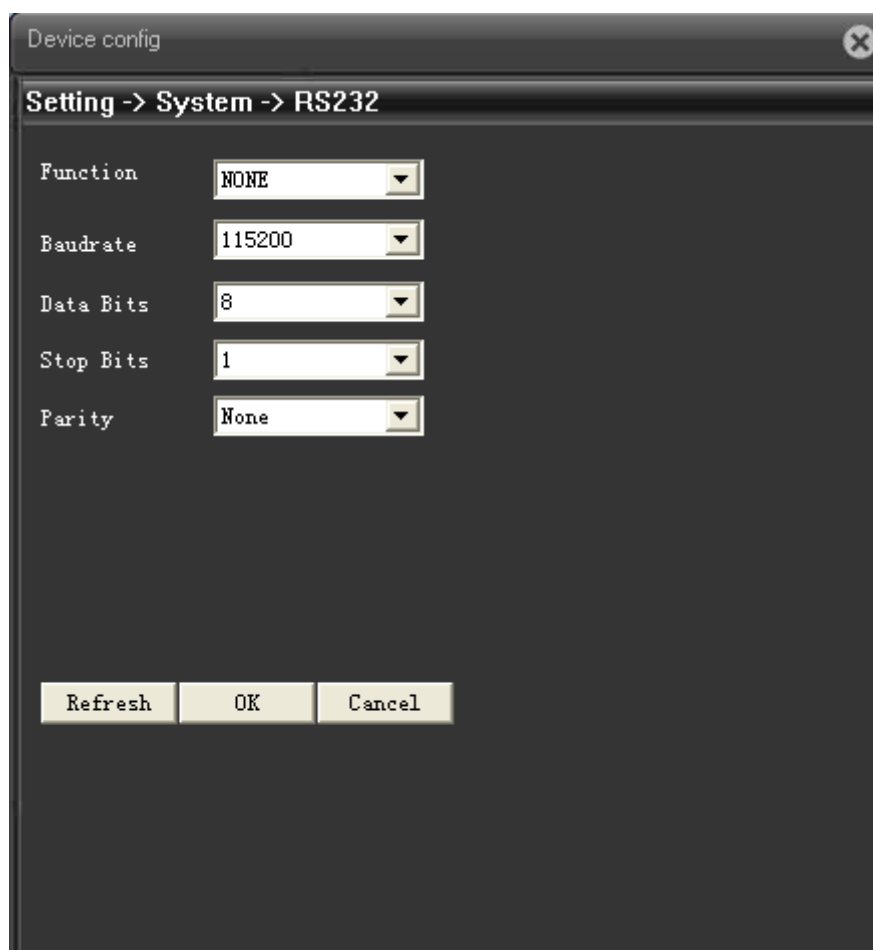 Device config
Setting -> System -> RS232
Function NONE
Baudrate 115200
Data Bits 8
Stop Bits 1
Parity None
Refresh OK Cancel